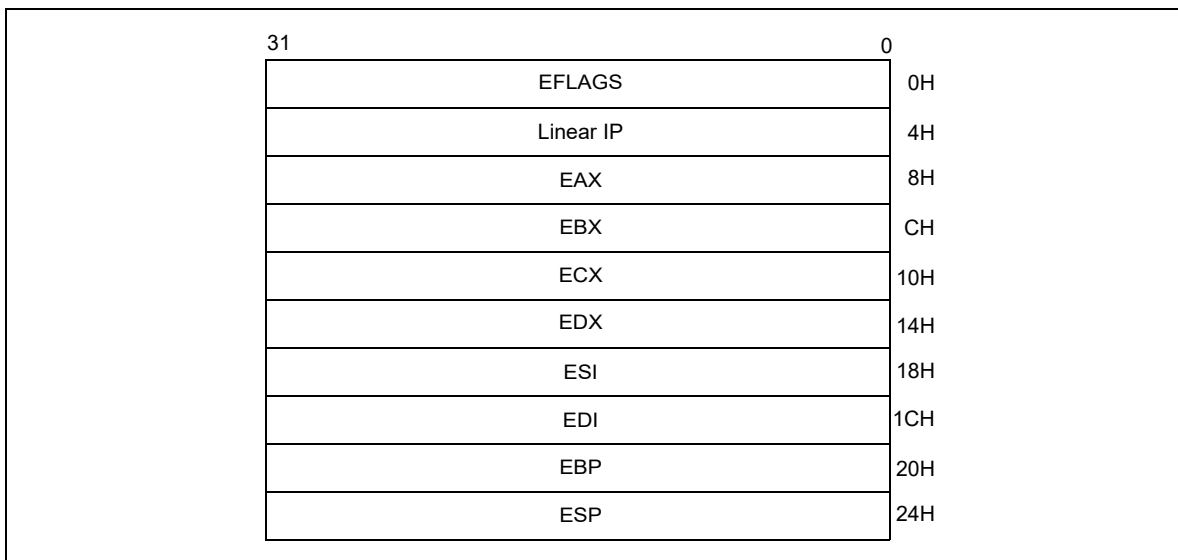 31 0
EFLAGS 0H
Linear IP 4H
EAX 8H
EBX CH
ECX 10H
EDX 14H
ESI 18H
EDI 1CH
EBP 20H
ESP 24H